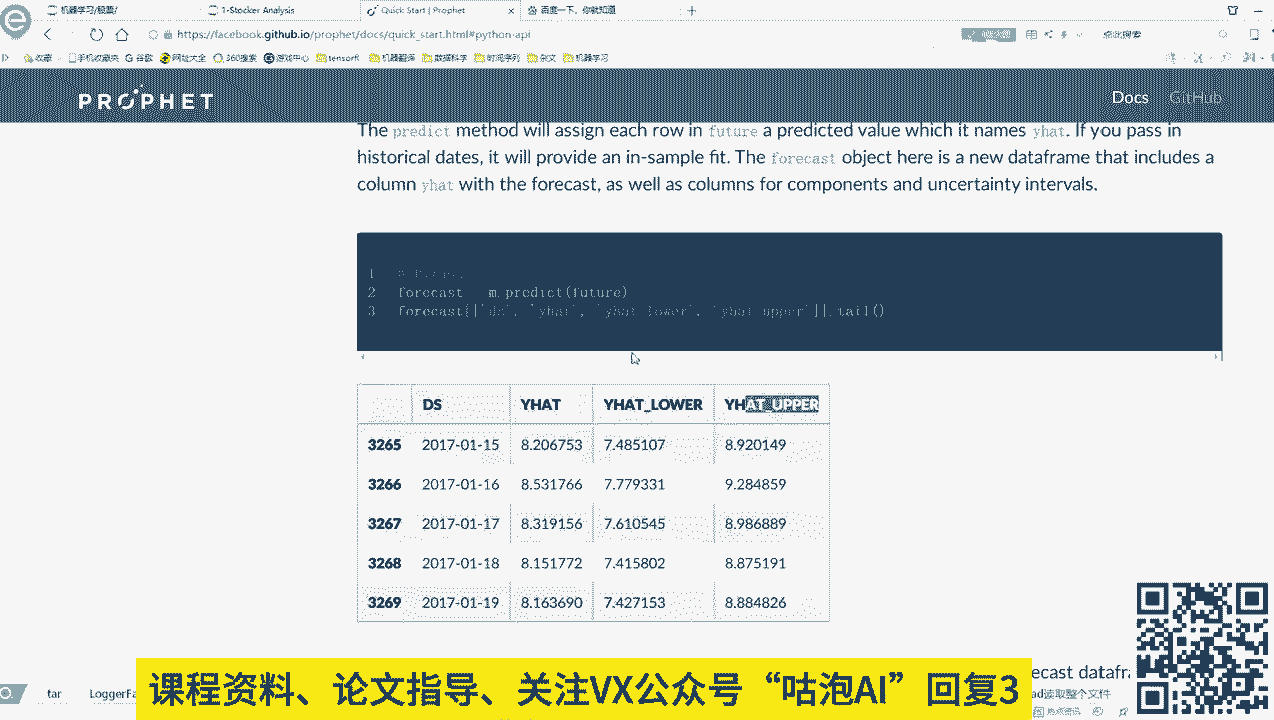 机器学习/股票/
1-Stocker Analysis
Quick Start | Prophet
百度一下，你就知道
https://facebook.github.io/prophet/docs/quick_start.html#python-api
点此搜索
收藏
手机收藏夹
谷歌
网址大全
360搜索
游戏中心
tensorfl
机器翻译
数据科学
时间序列
杂文
机器学习
PROPHET
Docs
GitHub
The predict method will assign each row in future a predicted value which it names yhat. If you pass in
historical dates, it will provide an in-sample fit. The forecast object here is a new dataframe that includes a
column yhat with the forecast, as well as columns for components and uncertainty intervals.
1
2 forecast = m.predict(future)
3 forecast[['ds', 'yhat', 'yhat_lower', 'yhat_upper']].tail()
DS YHAT YHAT_LOWER YHAT_UPPER
3265 2017-01-15 8.206753 7.485107 8.920149
3266 2017-01-16 8.531766 7.779331 9.284859
3267 2017-01-17 8.319156 7.610545 8.986889
3268 2017-01-18 8.151772 7.415802 8.875191
3269 2017-01-19 8.163690 7.427153 8.884826
ecast datafra
tar
LoggerFa
ad读取整个文件
课程资料、论文指导、关注VX公众号“咕泡AI”回复3
热点资讯